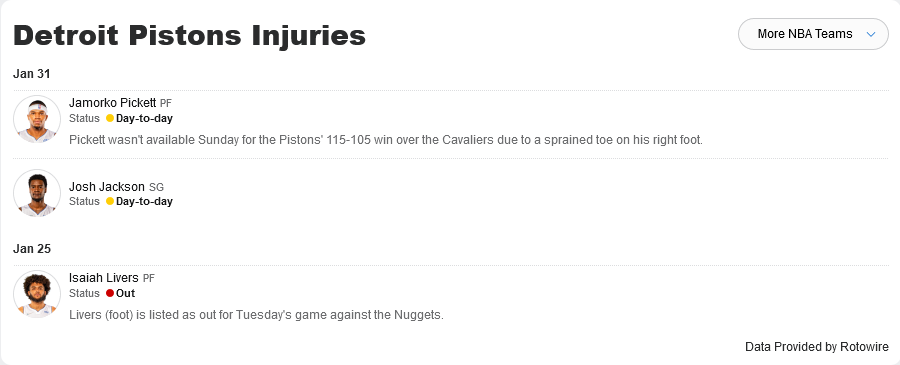 Detroit Pistons Injuries
More NBA Teams
Jan 31
Jamorko Pickett PF
Status Day-to-day
Pickett wasn't available Sunday for the Pistons' 115-105 win over the Cavaliers due to a sprained toe on his right foot.
Josh Jackson SG
Status Day-to-day
Jan 25
Isaiah Livers PF
Status Out
Livers (foot) is listed as out for Tuesday's game against the Nuggets.
Data Provided by Rotowire